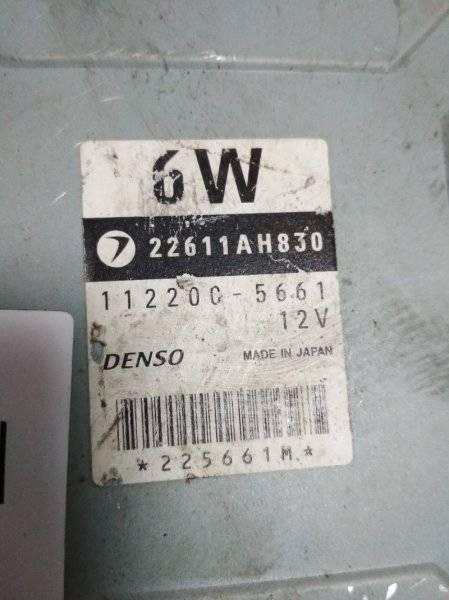 6W
22611AH830
112200-5661
12V
DENSO
MADE IN JAPAN
*225661M*